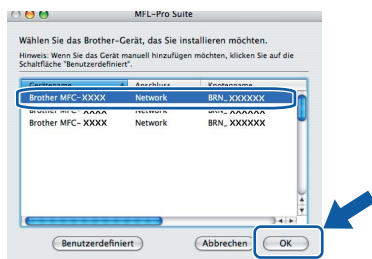 MFL-Pro Suite
Wählen Sie das Brother-Gerät, das Sie installieren möchten.
Hinweis: Wenn Sie das Gerät manuell hinzufügen möchten, klicken Sie auf die
Schaltfläche "Benutzerdefiniert".
Gerätename Anschluss Knotenname
Brother MFC-XXXX Network BRN_XXXXXX
Brother MFC-XXXX Network BRN_XXXXXX
Brother MFC-XXXX Network BRN_XXXXXX
Benutzerdefiniert Abbrechen OK